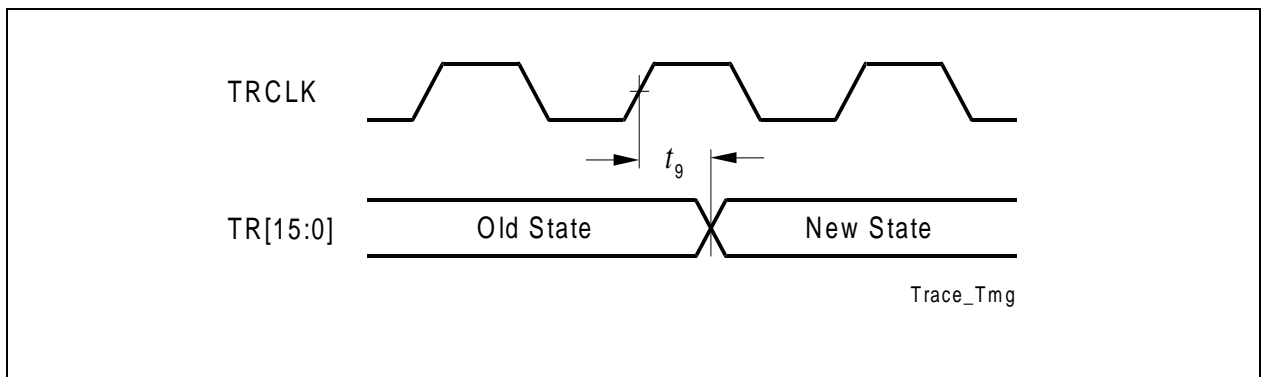 TRCLK
t9
TR[15:0]
Old State
New State
Trace_Tmg